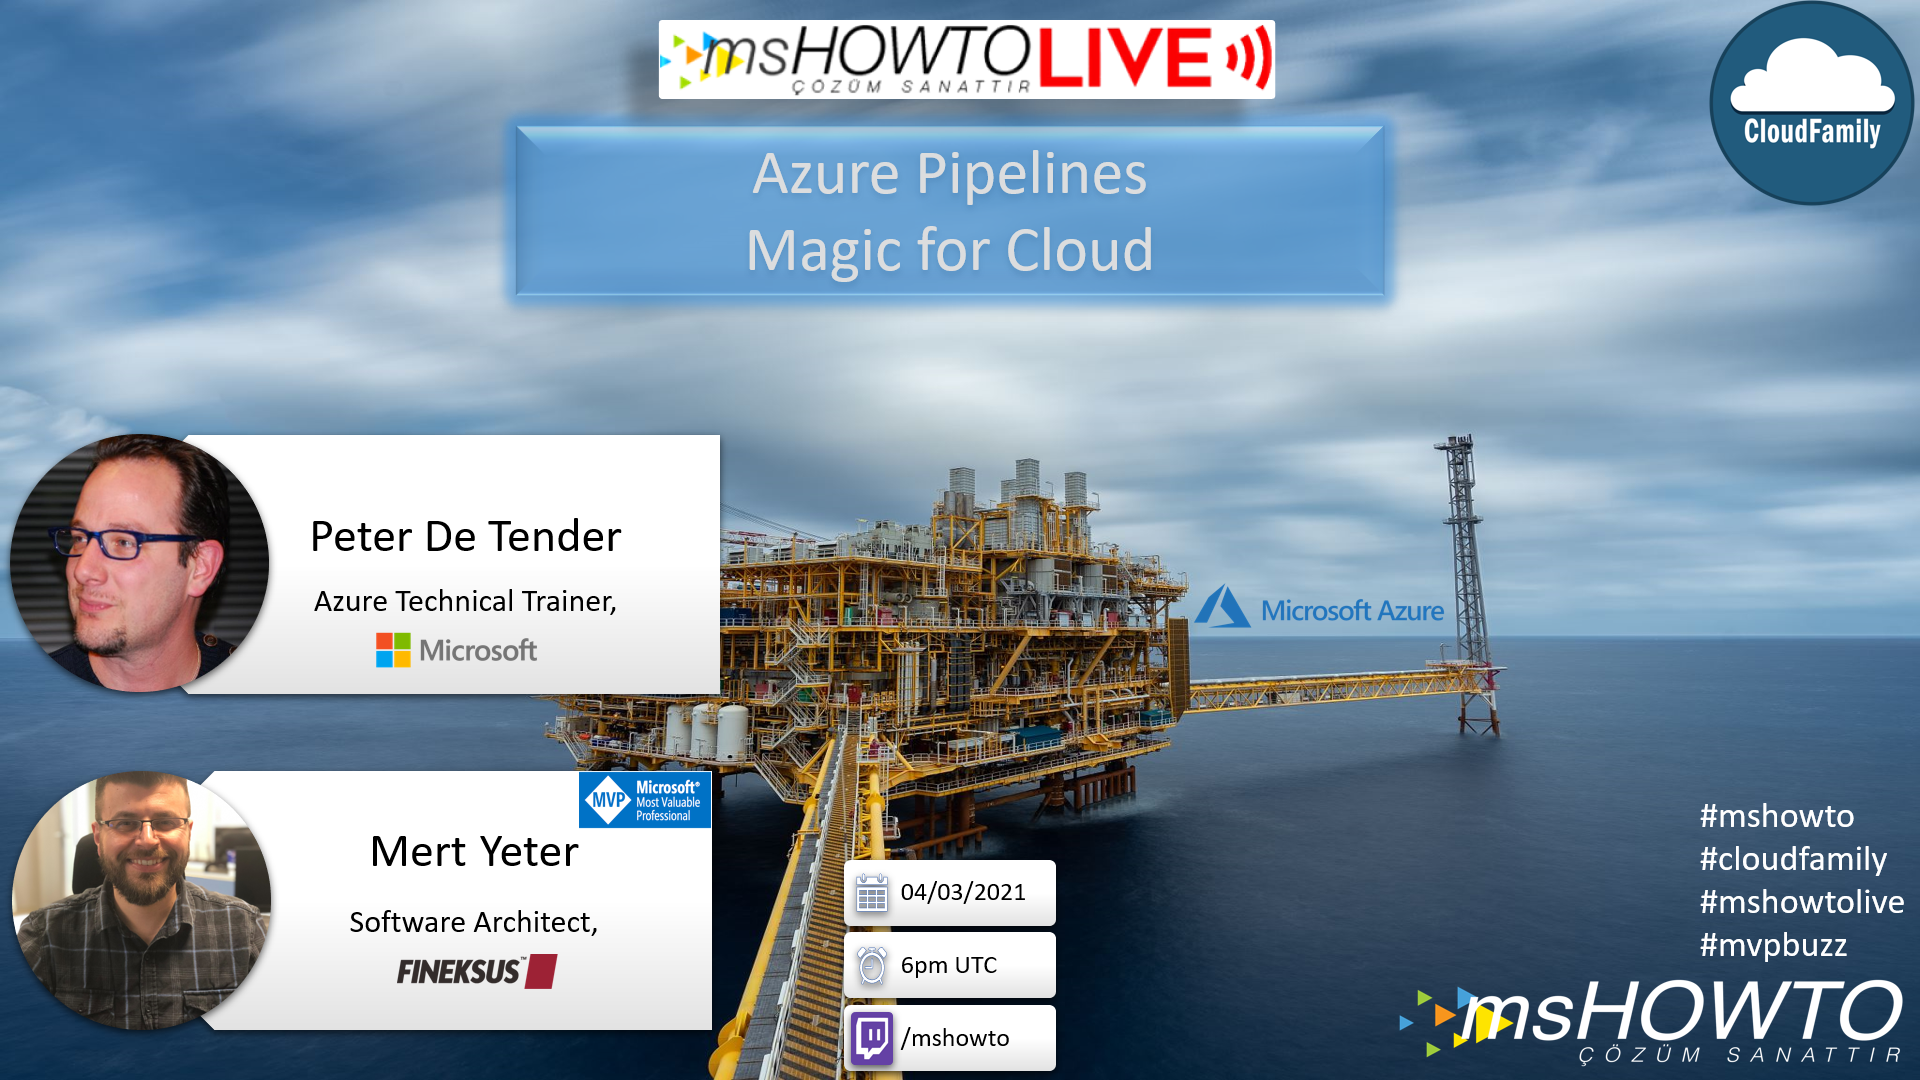 msHOWTO LIVE
ÇÖZÜM SANATTIR
CloudFamily
Azure Pipelines
Magic for Cloud
Peter De Tender
Azure Technical Trainer,
Microsoft
Microsoft Azure
MVP
Microsoft®
Most Valuable
Professional
Mert Yeter
Software Architect,
FINEKSUS™
04/03/2021
6pm UTC
/mshowto
#mshowto
#cloudfamily
#mshowtolive
#mvpbuzz
msHOWTO
ÇÖZÜM SANATTIR